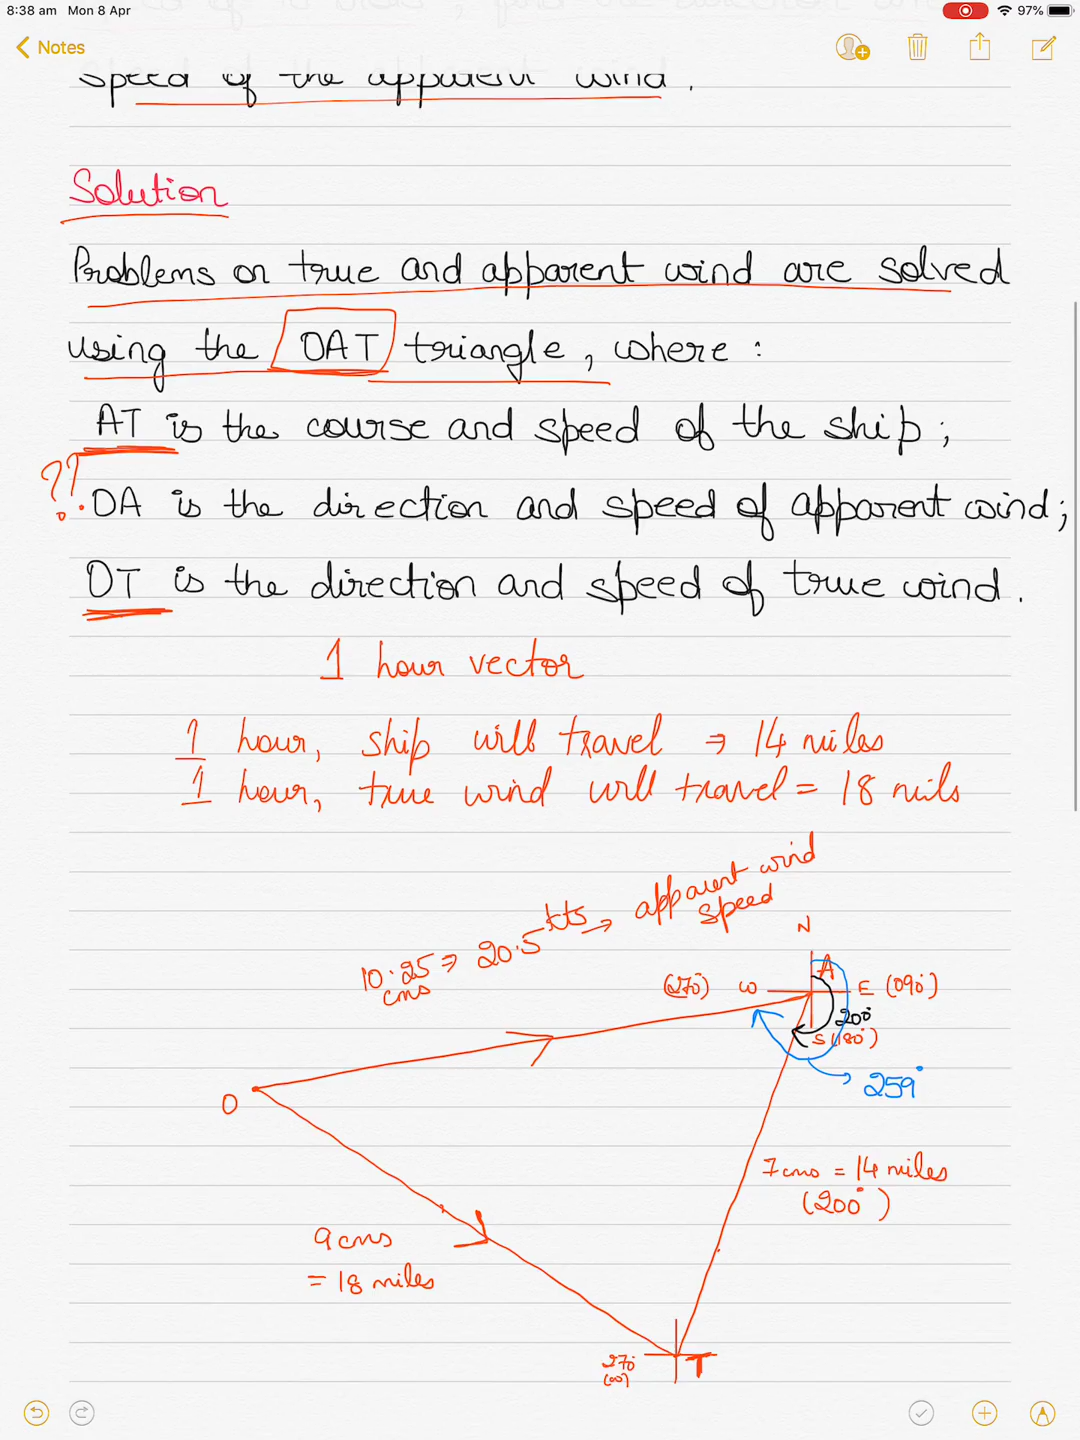 8:38 am Mon 8 Apr
97%
Notes
speed of the apparent wind.
Solution
Problems on true and apparent wind are solved
using the OAT triangle, where :
AT is the course and speed of the ship;
?? OA is the direction and speed of apparent wind;
OT is the direction and speed of true wind.
1 hour vector
1 hour, ship will travel ⇒ 14 miles
1 hour, true wind will travel = 18 mils
10.25 cms ⇒ 20.5 kts → apparent wind speed
N
A
(270°) W E (090°)
200°
S (180°)
259°
O
7 cms = 14 miles
(200°)
9 cms
= 18 miles
270
T